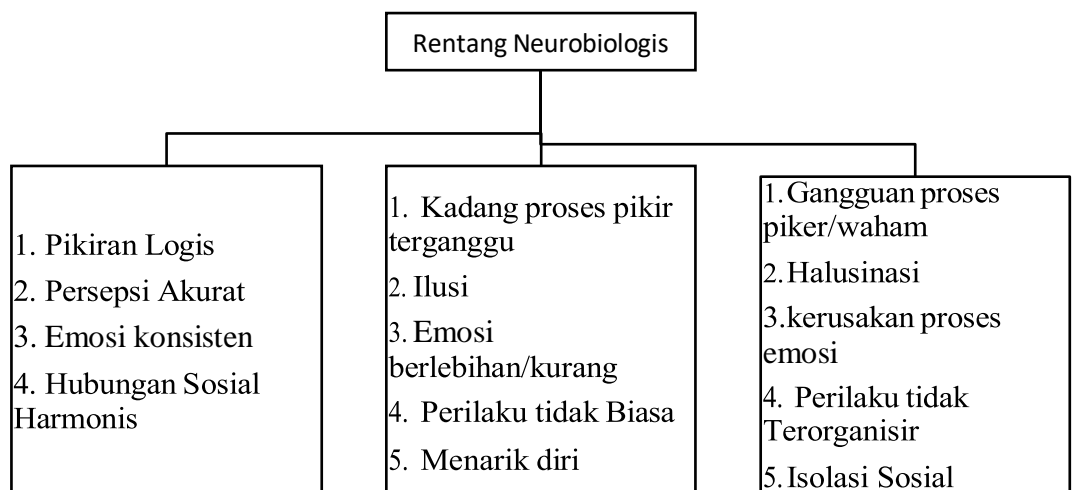 Rentang Neurobiologis
1. Pikiran Logis
2. Persepsi Akurat
3. Emosi konsisten
4. Hubungan Sosial
Harmonis
1. Kadang proses pikir
terganggu
2. Ilusi
3. Emosi
berlebihan/kurang
4. Perilaku tidak Biasa
5. Menarik diri
1. Gangguan proses
piker/waham
2. Halusinasi
3.kerusakan proses
emosi
4. Perilaku tidak
Terorganisir
5. Isolasi Sosial